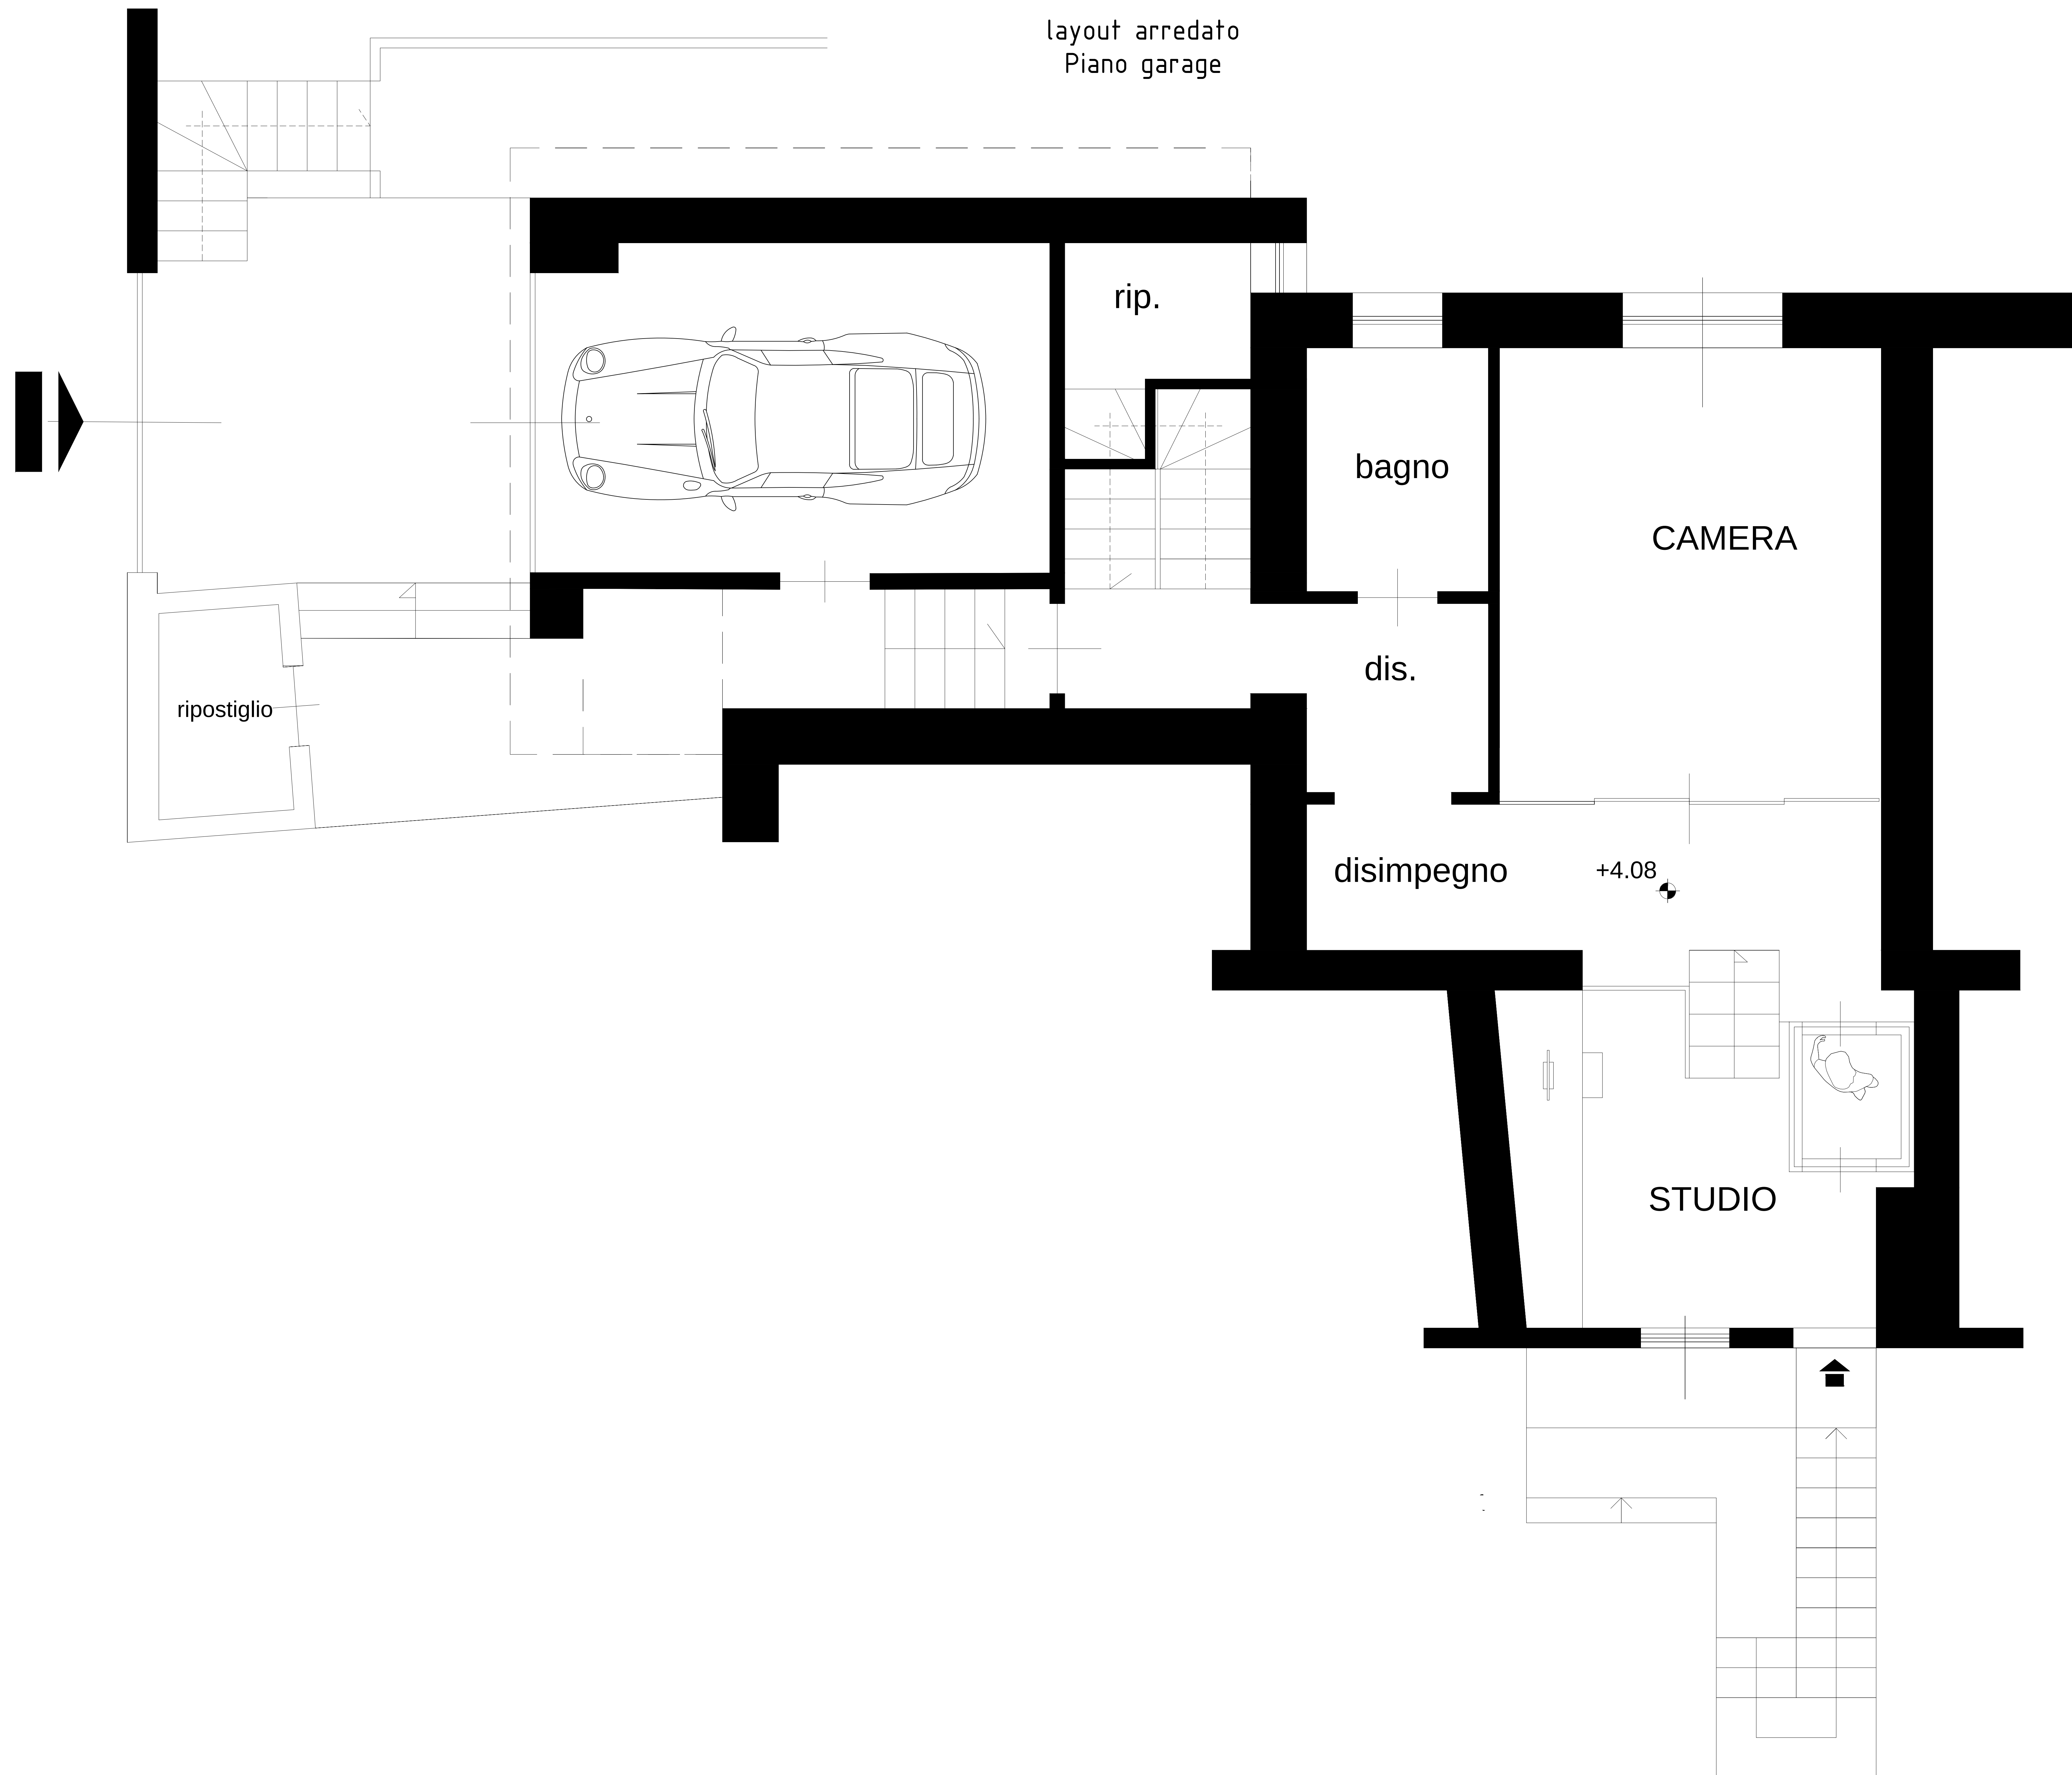 layout arredato
Piano garage
rip.
bagno
CAMERA
dis.
ripostiglio
disimpegno
+4.08
STUDIO